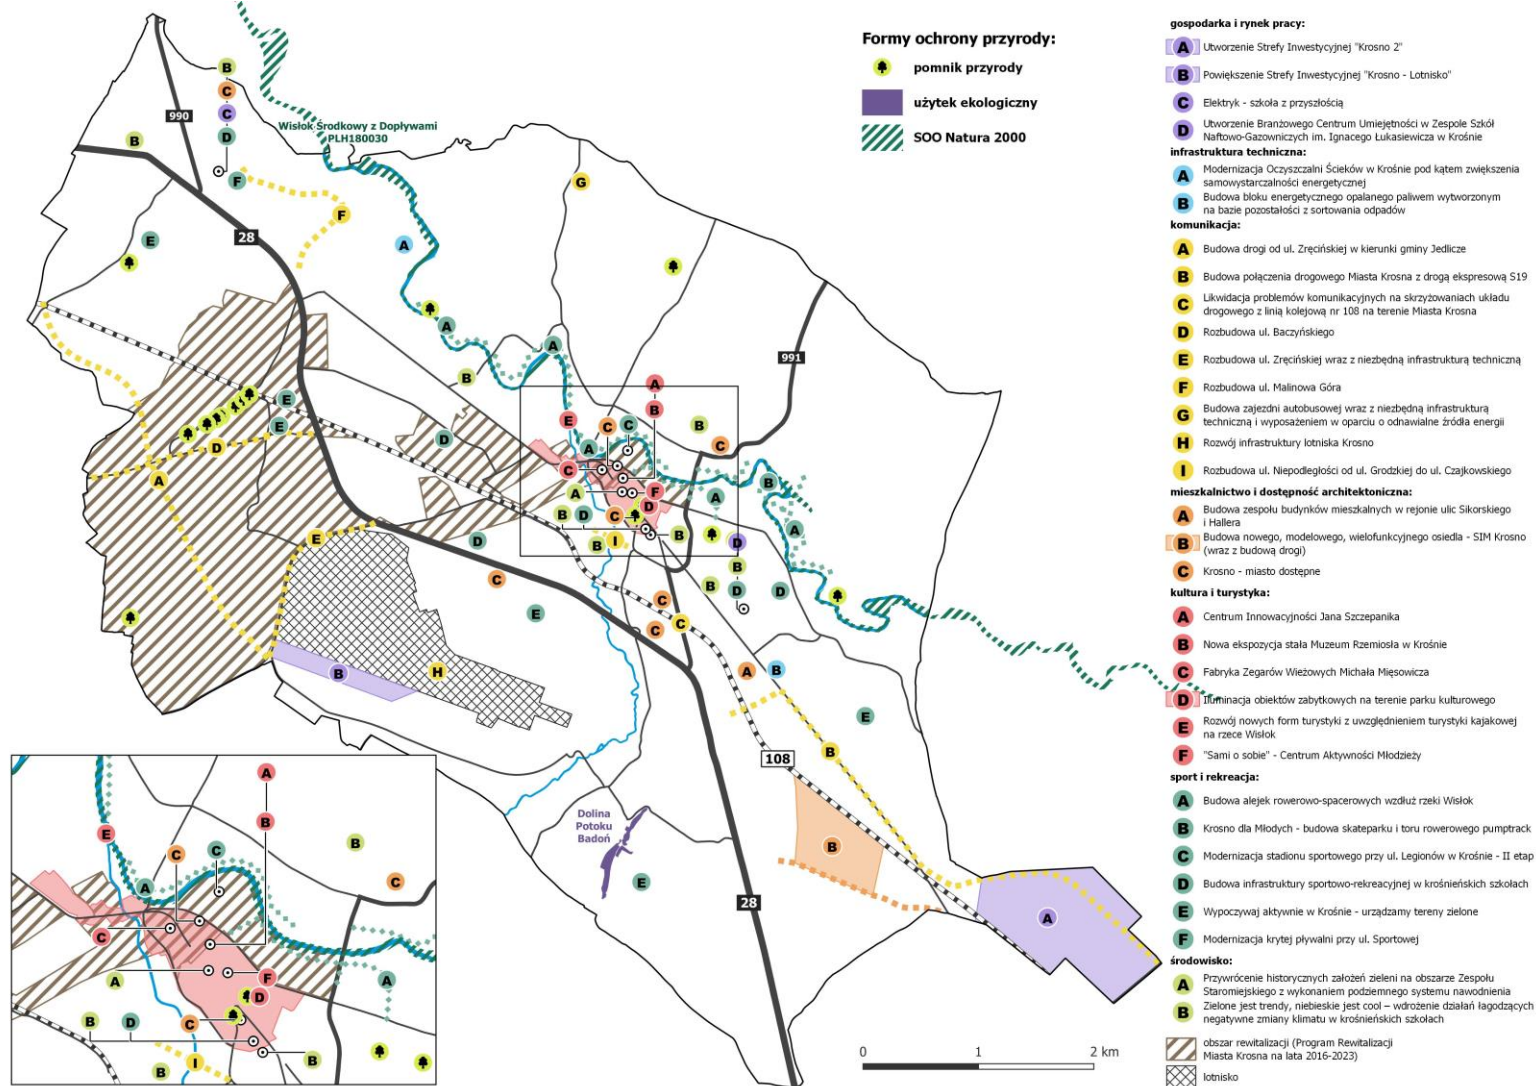 Formy ochrony przyrody:
pomnik przyrody
użytek ekologiczny
SOO Natura 2000
gospodarka i rynek pracy:
A Utworzenie Strefy Inwestycyjnej "Krosno 2"
B Powiększenie Strefy Inwestycyjnej "Krosno - Lotnisko"
C Elektryk - szkoła z przyszłością
D Utworzenie Branżowego Centrum Umiejętności w Zespole Szkół
Naftowo-Gazowniczych im. Ignacego Łukasiewicza w Krośnie
infrastruktura techniczna:
A Modernizacja Oczyszczalni Ścieków w Krośnie pod kątem zwiększenia
samowystarczalności energetycznej
B Budowa bloku energetycznego opalanego paliwem wytworzonym
na bazie pozostałości z sortowania odpadów
komunikacja:
A Budowa drogi od ul. Zręcińskiej w kierunki gminy Jedlicze
B Budowa połączenia drogowego Miasta Krosna z drogą ekspresową S19
C Likwidacja problemów komunikacyjnych na skrzyżowaniach układu
drogowego z linią kolejową nr 108 na terenie Miasta Krosna
D Rozbudowa ul. Baczyńskiego
E Rozbudowa ul. Zręcińskiej wraz z niezbędną infrastrukturą techniczną
F Rozbudowa ul. Malinowa Góra
G Budowa zajezdni autobusowej wraz z niezbędną infrastrukturą
techniczną i wyposażeniem w oparciu o odnawialne źródła energii
H Rozwój infrastruktury lotniska Krosno
I Rozbudowa ul. Niepodległości od ul. Grodzkiej do ul. Czajkowskiego
mieszkalnictwo i dostępność architektoniczna:
A Budowa zespołu budynków mieszkalnych w rejonie ulic Sikorskiego
i Hallera
B Budowa nowego, modelowego, wielofunkcyjnego osiedla - SIM Krosno
(wraz z budową drogi)
C Krosno - miasto dostępne
kultura i turystyka:
A Centrum Innowacyjności Jana Szczepanika
B Nowa ekspozycja stała Muzeum Rzemiosła w Krośnie
C Fabryka Zegarów Wieżowych Michała Mięsowicza
D Iluminacja obiektów zabytkowych na terenie parku kulturowego
E Rozwój nowych form turystyki z uwzględnieniem turystyki kajakowej
na rzece Wisłok
F "Sami o sobie" - Centrum Aktywności Młodzieży
sport i rekreacja:
A Budowa alejek rowerowo-spacerowych wzdłuż rzeki Wisłok
B Krosno dla Młodych - budowa skateparku i toru rowerowego pumptrack
C Modernizacja stadionu sportowego przy ul. Legionów w Krośnie - II etap
D Budowa infrastruktury sportowo-rekreacyjnej w krośnieńskich szkołach
E Wypoczywaj aktywnie w Krośnie - urządzamy tereny zielone
F Modernizacja krytej pływalni przy ul. Sportowej
środowisko:
A Przywrócenie historycznych założeń zieleni na obszarze Zespołu
Staromiejskiego z wykonaniem podziemnego systemu nawodnienia
B Zielone jest trendy, niebieskie jest cool – wdrożenie działań łagodzących
negatywne zmiany klimatu w krośnieńskich szkołach
obszar rewitalizacji (Program Rewitalizacji
Miasta Krosna na lata 2016-2023)
lotnisko
Wisłok Środkowy z Dopływami
PLH180030
990
28
991
108
28
Dolina
Potoku
Badoń
0 1 2 km